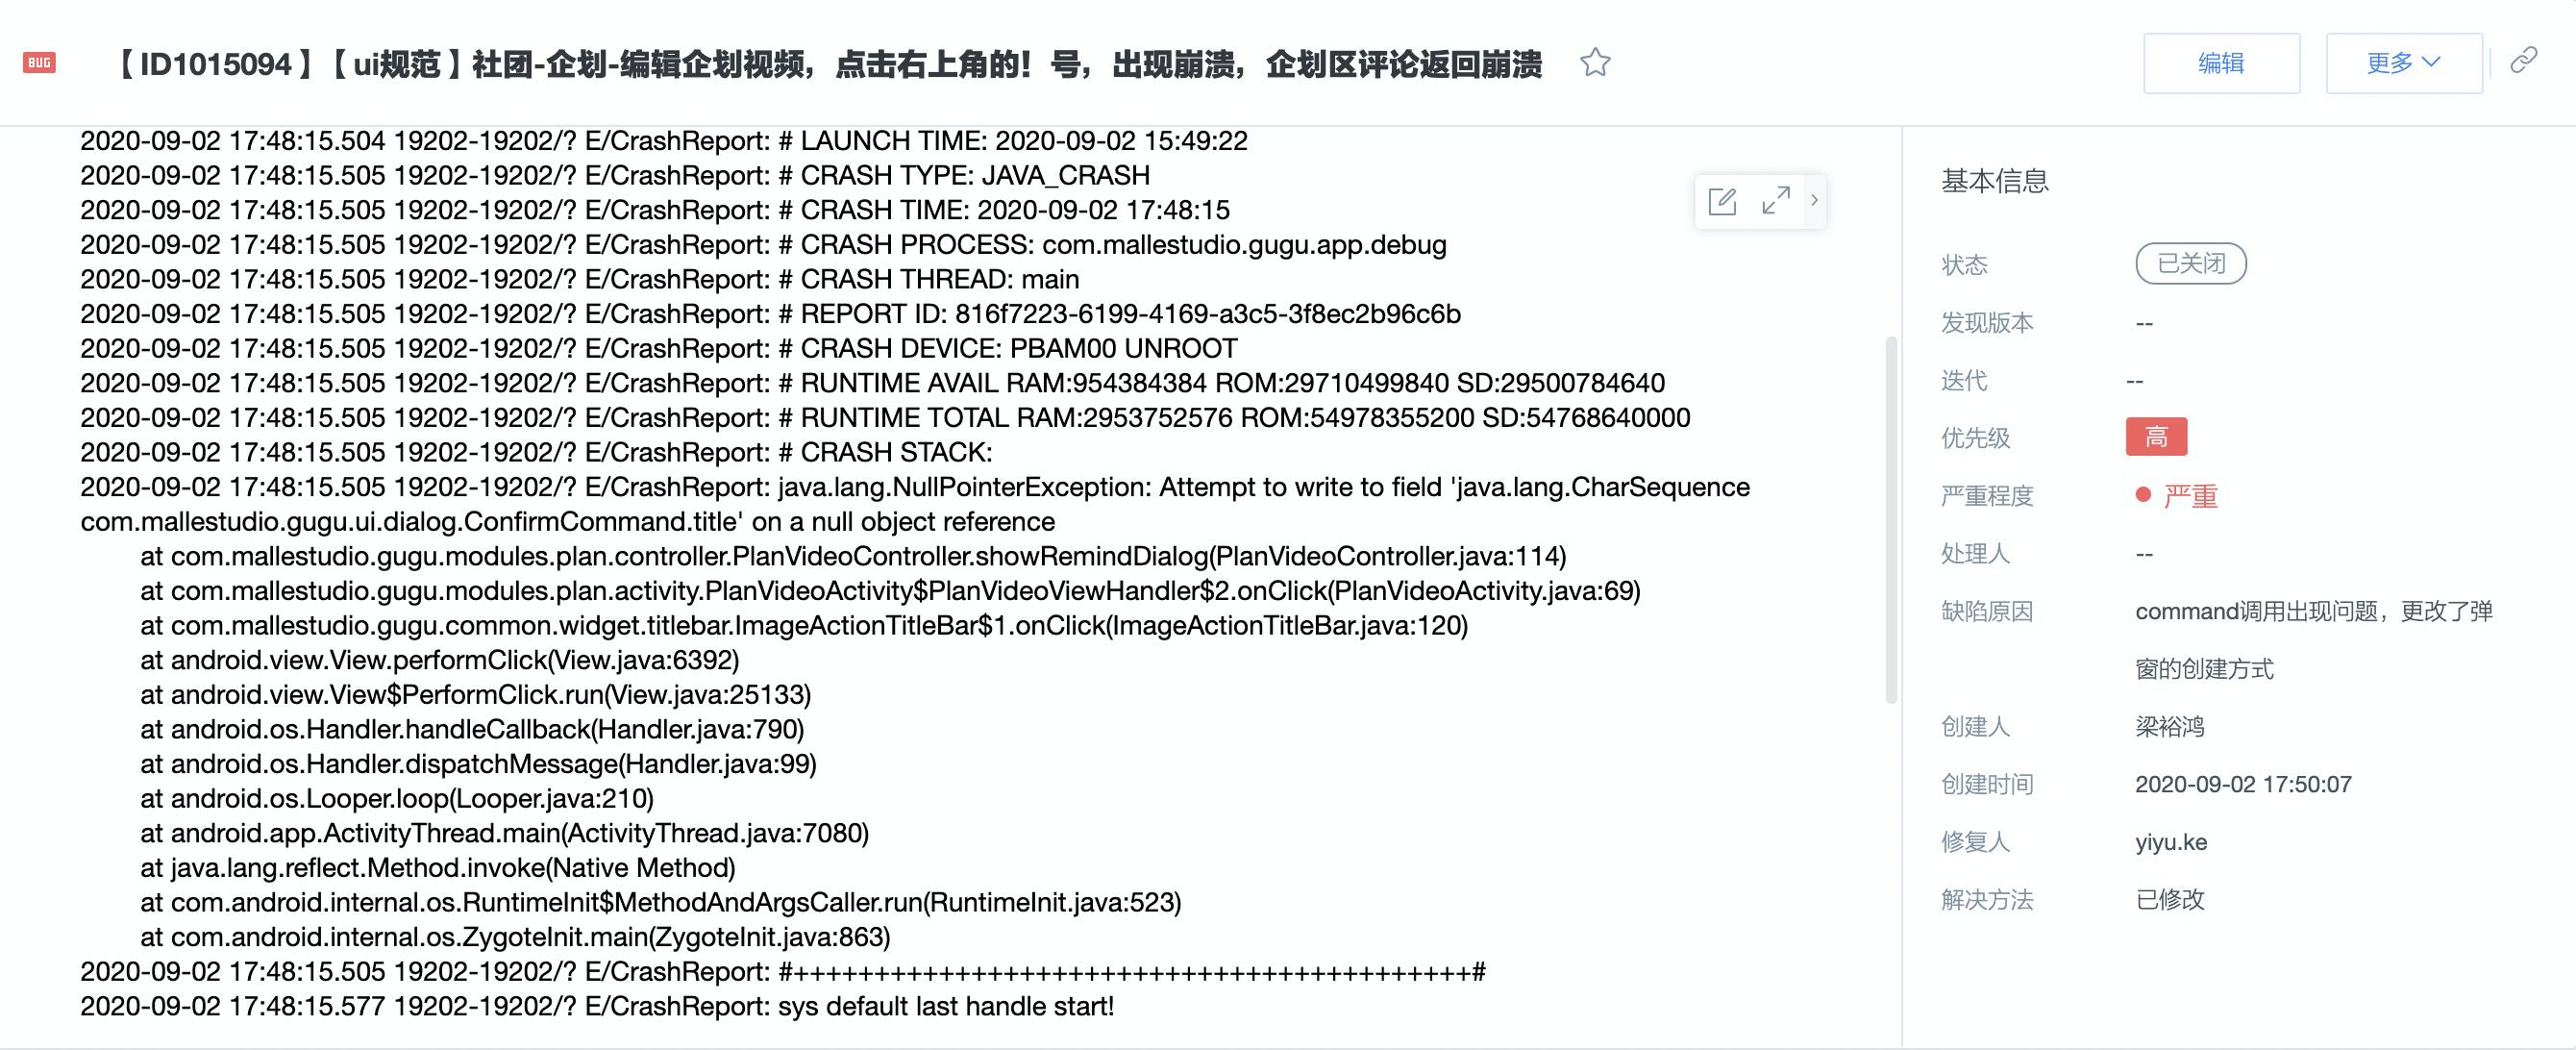 BUG
【ID1015094】【ui规范】社团-企划-编辑企划视频，点击右上角的！号，出现崩溃，企划区评论返回崩溃
编辑
更多
2020-09-02 17:48:15.504 19202-19202/? E/CrashReport: # LAUNCH TIME: 2020-09-02 15:49:22
2020-09-02 17:48:15.505 19202-19202/? E/CrashReport: # CRASH TYPE: JAVA_CRASH
2020-09-02 17:48:15.505 19202-19202/? E/CrashReport: # CRASH TIME: 2020-09-02 17:48:15
2020-09-02 17:48:15.505 19202-19202/? E/CrashReport: # CRASH PROCESS: com.mallestudio.gugu.app.debug
2020-09-02 17:48:15.505 19202-19202/? E/CrashReport: # CRASH THREAD: main
2020-09-02 17:48:15.505 19202-19202/? E/CrashReport: # REPORT ID: 816f7223-6199-4169-a3c5-3f8ec2b96c6b
2020-09-02 17:48:15.505 19202-19202/? E/CrashReport: # CRASH DEVICE: PBAM00 UNROOT
2020-09-02 17:48:15.505 19202-19202/? E/CrashReport: # RUNTIME AVAIL RAM:954384384 ROM:29710499840 SD:29500784640
2020-09-02 17:48:15.505 19202-19202/? E/CrashReport: # RUNTIME TOTAL RAM:2953752576 ROM:54978355200 SD:54768640000
2020-09-02 17:48:15.505 19202-19202/? E/CrashReport: # CRASH STACK:
2020-09-02 17:48:15.505 19202-19202/? E/CrashReport: java.lang.NullPointerException: Attempt to write to field 'java.lang.CharSequence
com.mallestudio.gugu.ui.dialog.ConfirmCommand.title' on a null object reference
at com.mallestudio.gugu.modules.plan.controller.PlanVideoController.showRemindDialog(PlanVideoController.java:114)
at com.mallestudio.gugu.modules.plan.activity.PlanVideoActivity$PlanVideoViewHandler$2.onClick(PlanVideoActivity.java:69)
at com.mallestudio.gugu.common.widget.titlebar.ImageActionTitleBar$1.onClick(ImageActionTitleBar.java:120)
at android.view.View.performClick(View.java:6392)
at android.view.View$PerformClick.run(View.java:25133)
at android.os.Handler.handleCallback(Handler.java:790)
at android.os.Handler.dispatchMessage(Handler.java:99)
at android.os.Looper.loop(Looper.java:210)
at android.app.ActivityThread.main(ActivityThread.java:7080)
at java.lang.reflect.Method.invoke(Native Method)
at com.android.internal.os.RuntimeInit$MethodAndArgsCaller.run(RuntimeInit.java:523)
at com.android.internal.os.ZygoteInit.main(ZygoteInit.java:863)
2020-09-02 17:48:15.505 19202-19202/? E/CrashReport: #++++++++++++++++++++++++++++++++++++++++++#
2020-09-02 17:48:15.577 19202-19202/? E/CrashReport: sys default last handle start!
基本信息
状态 已关闭
发现版本 --
迭代 --
优先级 高
严重程度 严重
处理人 --
缺陷原因 command调用出现问题，更改了弹
窗的创建方式
创建人 梁裕鸿
创建时间 2020-09-02 17:50:07
修复人 yiyu.ke
解决方法 已修改